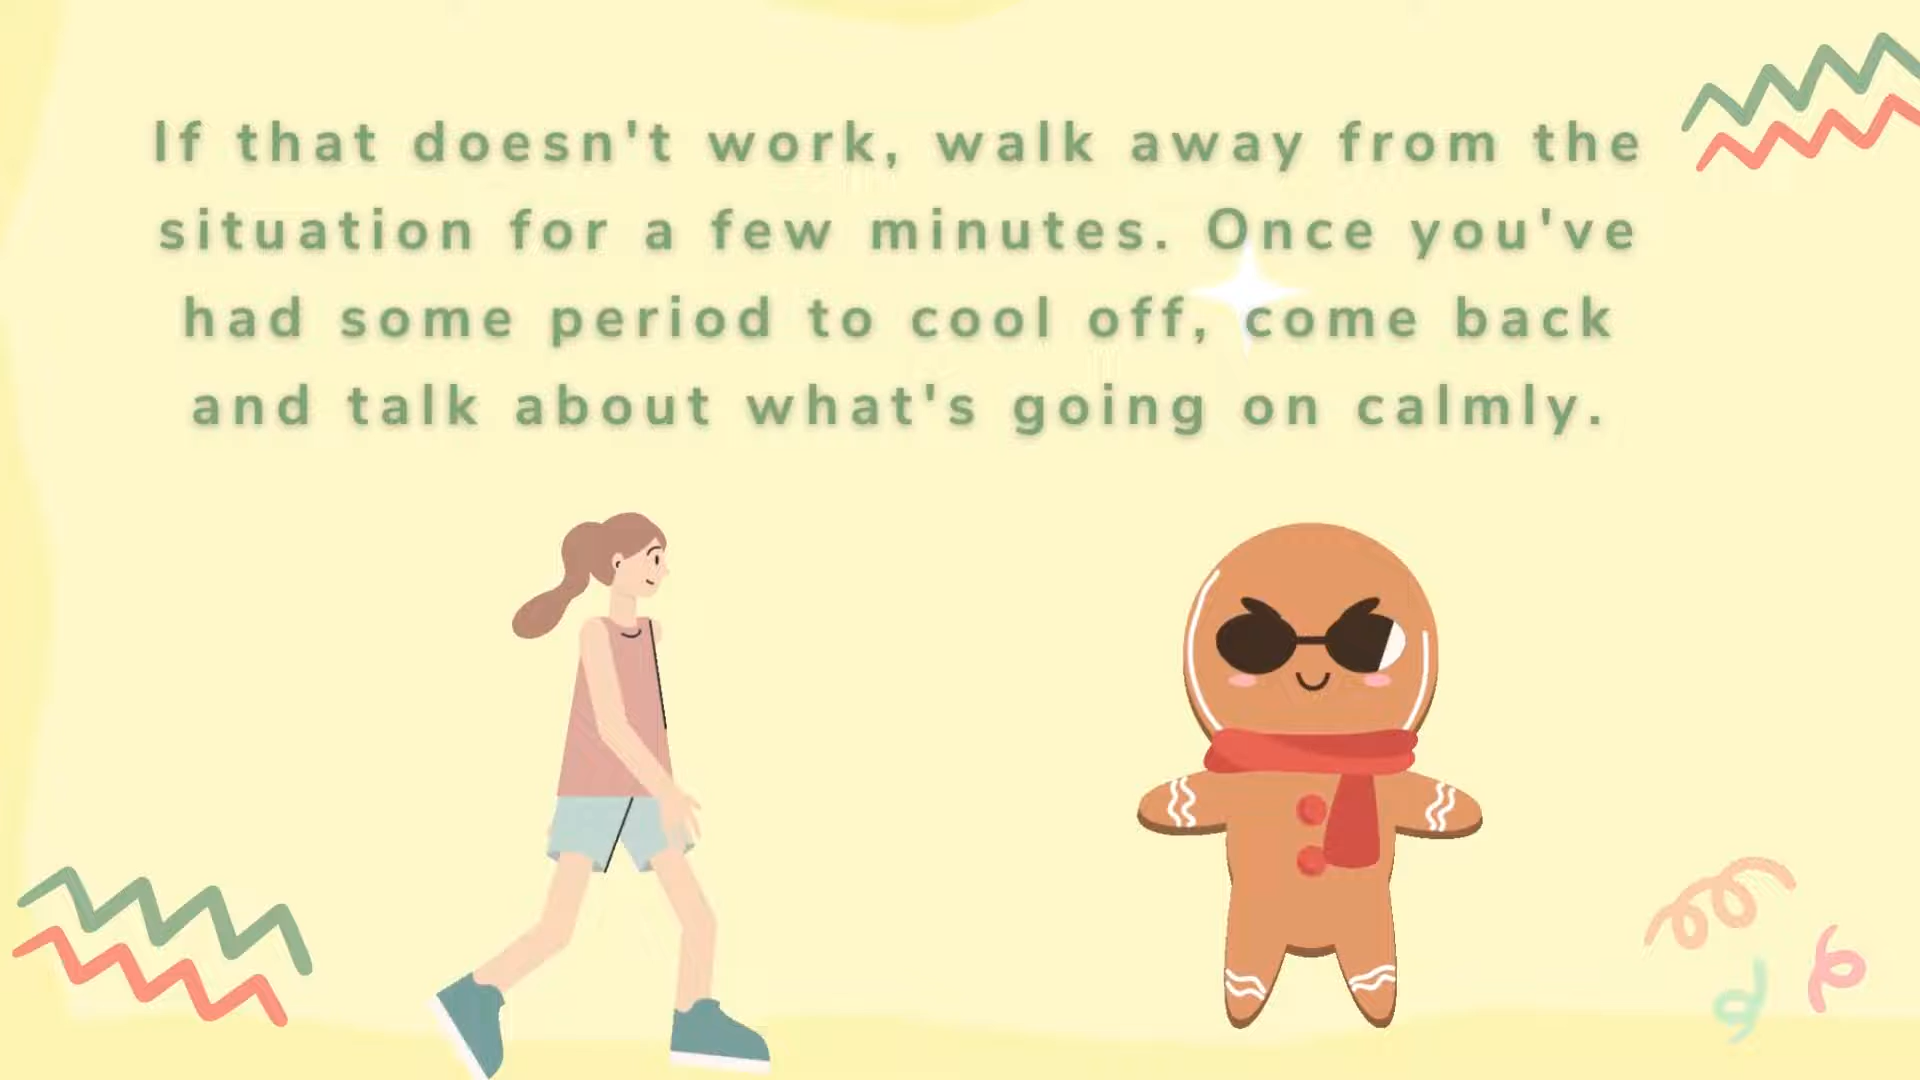 If that doesn't work, walk away from the
situation for a few minutes. Once you've
had some period to cool off, come back
and talk about what's going on calmly.